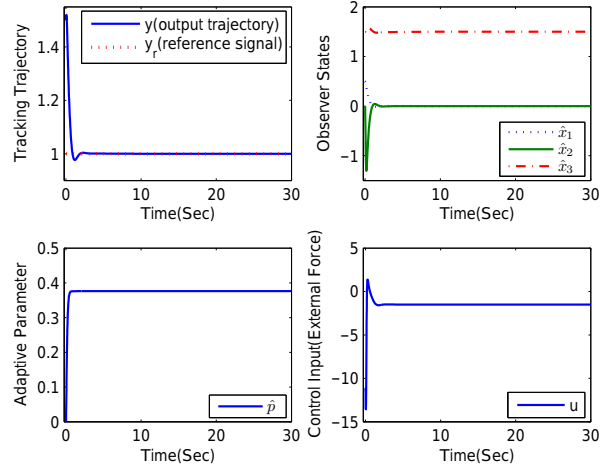 y(output trajectory)
y_r(reference signal)
Tracking Trajectory
1.4
1.2
1
0
10
20
30
Time(Sec)
x̂₁
x̂₂
x̂₃
Observer States
1
0
−1
0
10
20
30
Time(Sec)
Adaptive Parameter
0.5
0.4
0.3
0.2
0.1
0
p̂
0
10
20
30
Time(Sec)
Control Input(External Force)
5
0
−5
−10
−15
u
0
10
20
30
Time(Sec)